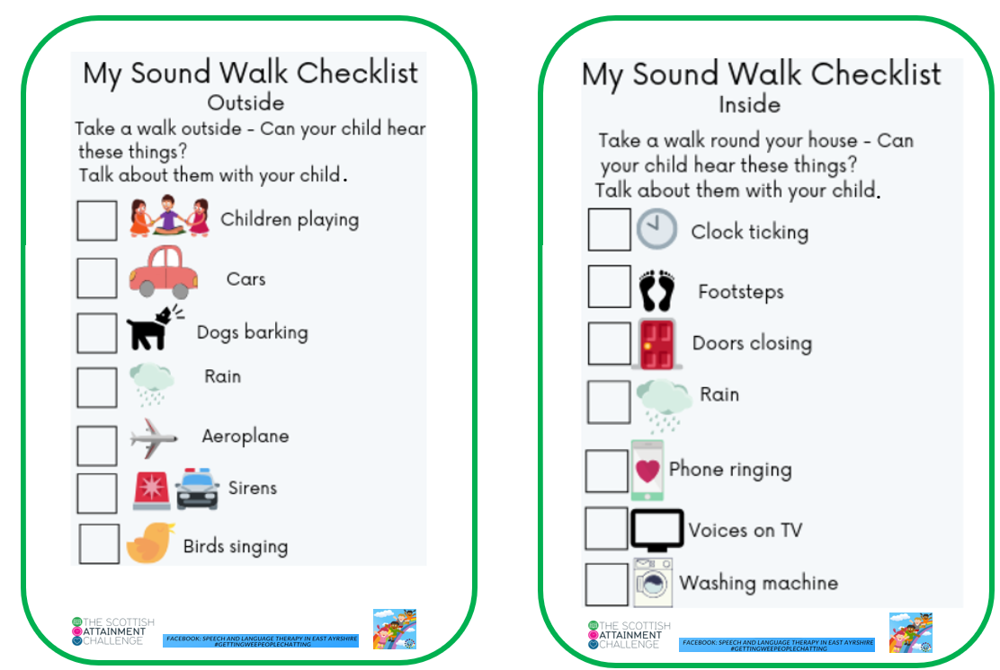 My Sound Walk Checklist
Outside
Take a walk outside - Can your child hear
these things?
Talk about them with your child.
Children playing
Cars
Dogs barking
Rain
Aeroplane
Sirens
Birds singing
THE SCOTTISH
ATTAINMENT
CHALLENGE
FACEBOOK: SPEECH AND LANGUAGE THERAPY IN EAST AYRSHIRE
#GETTINGWEEPEOPLECHATTING
My Sound Walk Checklist
Inside
Take a walk round your house - Can
your child hear these things?
Talk about them with your child.
Clock ticking
Footsteps
Doors closing
Rain
Phone ringing
Voices on TV
Washing machine
THE SCOTTISH
ATTAINMENT
CHALLENGE
FACEBOOK: SPEECH AND LANGUAGE THERAPY IN EAST AYRSHIRE
#GETTINGWEEPEOPLECHATTING